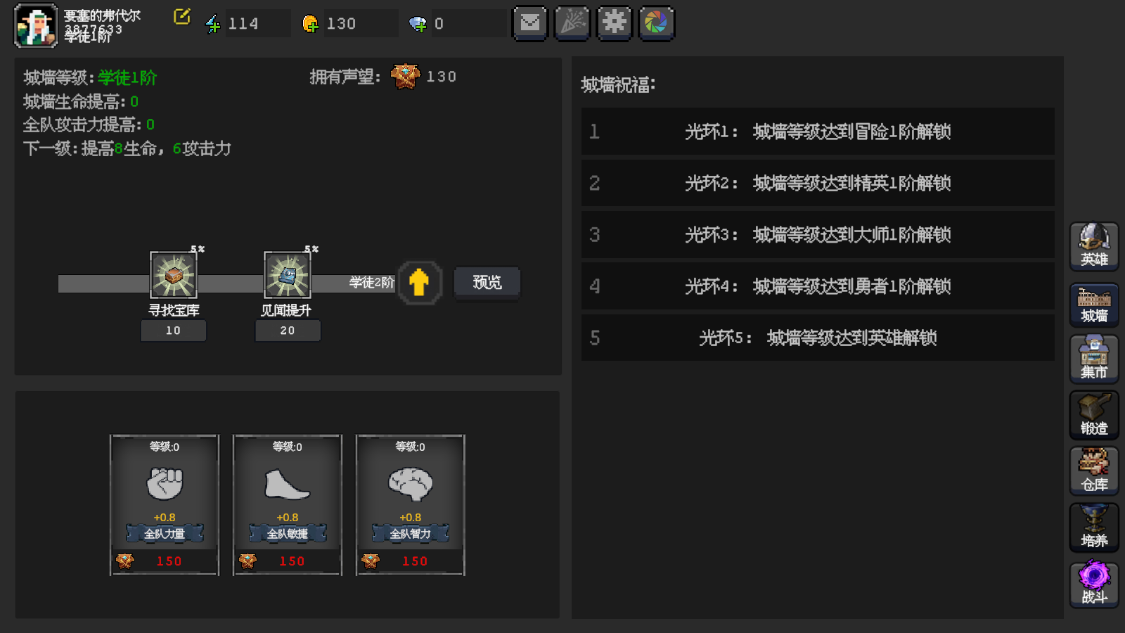 要塞的弗代尔
2877633
学徒1阶
114
130
0
城墙等级:学徒1阶
拥有声望: 130
城墙生命提高:0
全队攻击力提高:0
下一级:提高8生命, 6攻击力
5%
5%
学徒2阶
预览
寻找宝库
见闻提升
10
20
等级:0
等级:0
等级:0
+0.8
+0.8
+0.8
全队力量
全队敏捷
全队智力
150
150
150
城墙祝福:
1 光环1: 城墙等级达到冒险1阶解锁
2 光环2: 城墙等级达到精英1阶解锁
3 光环3: 城墙等级达到大师1阶解锁
4 光环4: 城墙等级达到勇者1阶解锁
5 光环5: 城墙等级达到英雄解锁
英雄
城墙
集市
锻造
仓库
培养
战斗